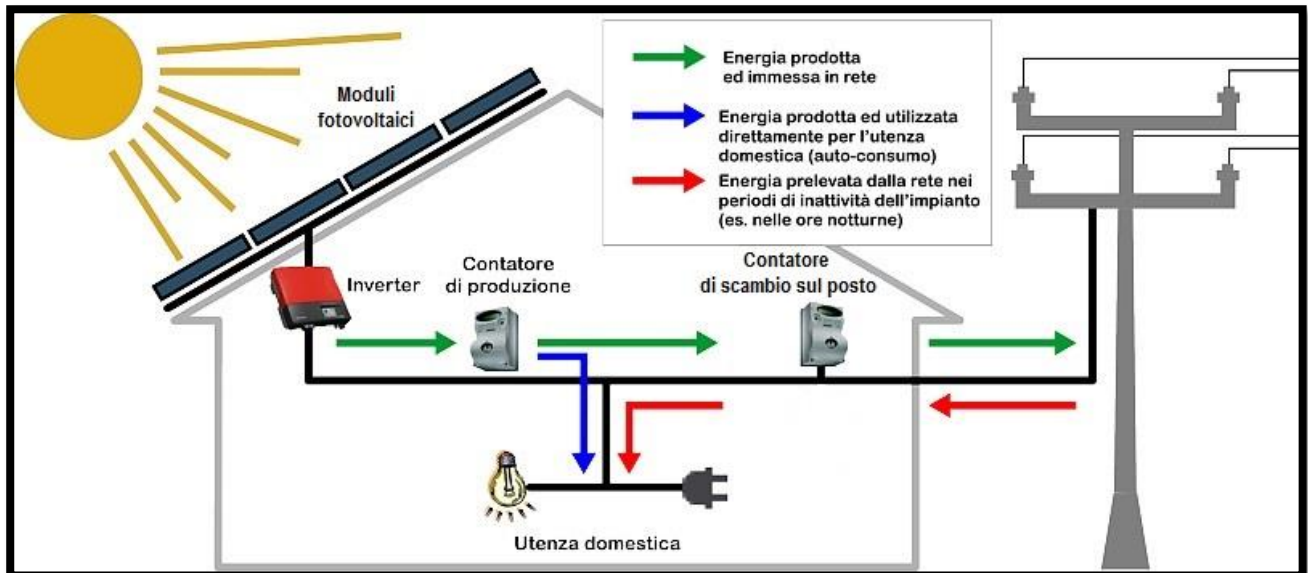 Energia prodotta
ed immessa in rete
Energia prodotta ed utilizzata
direttamente per l'utenza
domestica (auto-consumo)
Energia prelevata dalla rete nei
periodi di inattività dell'impianto
(es. nelle ore notturne)
Moduli
fotovoltaici
Inverter
Contatore
di produzione
Contatore
di scambio sul posto
Utenza domestica